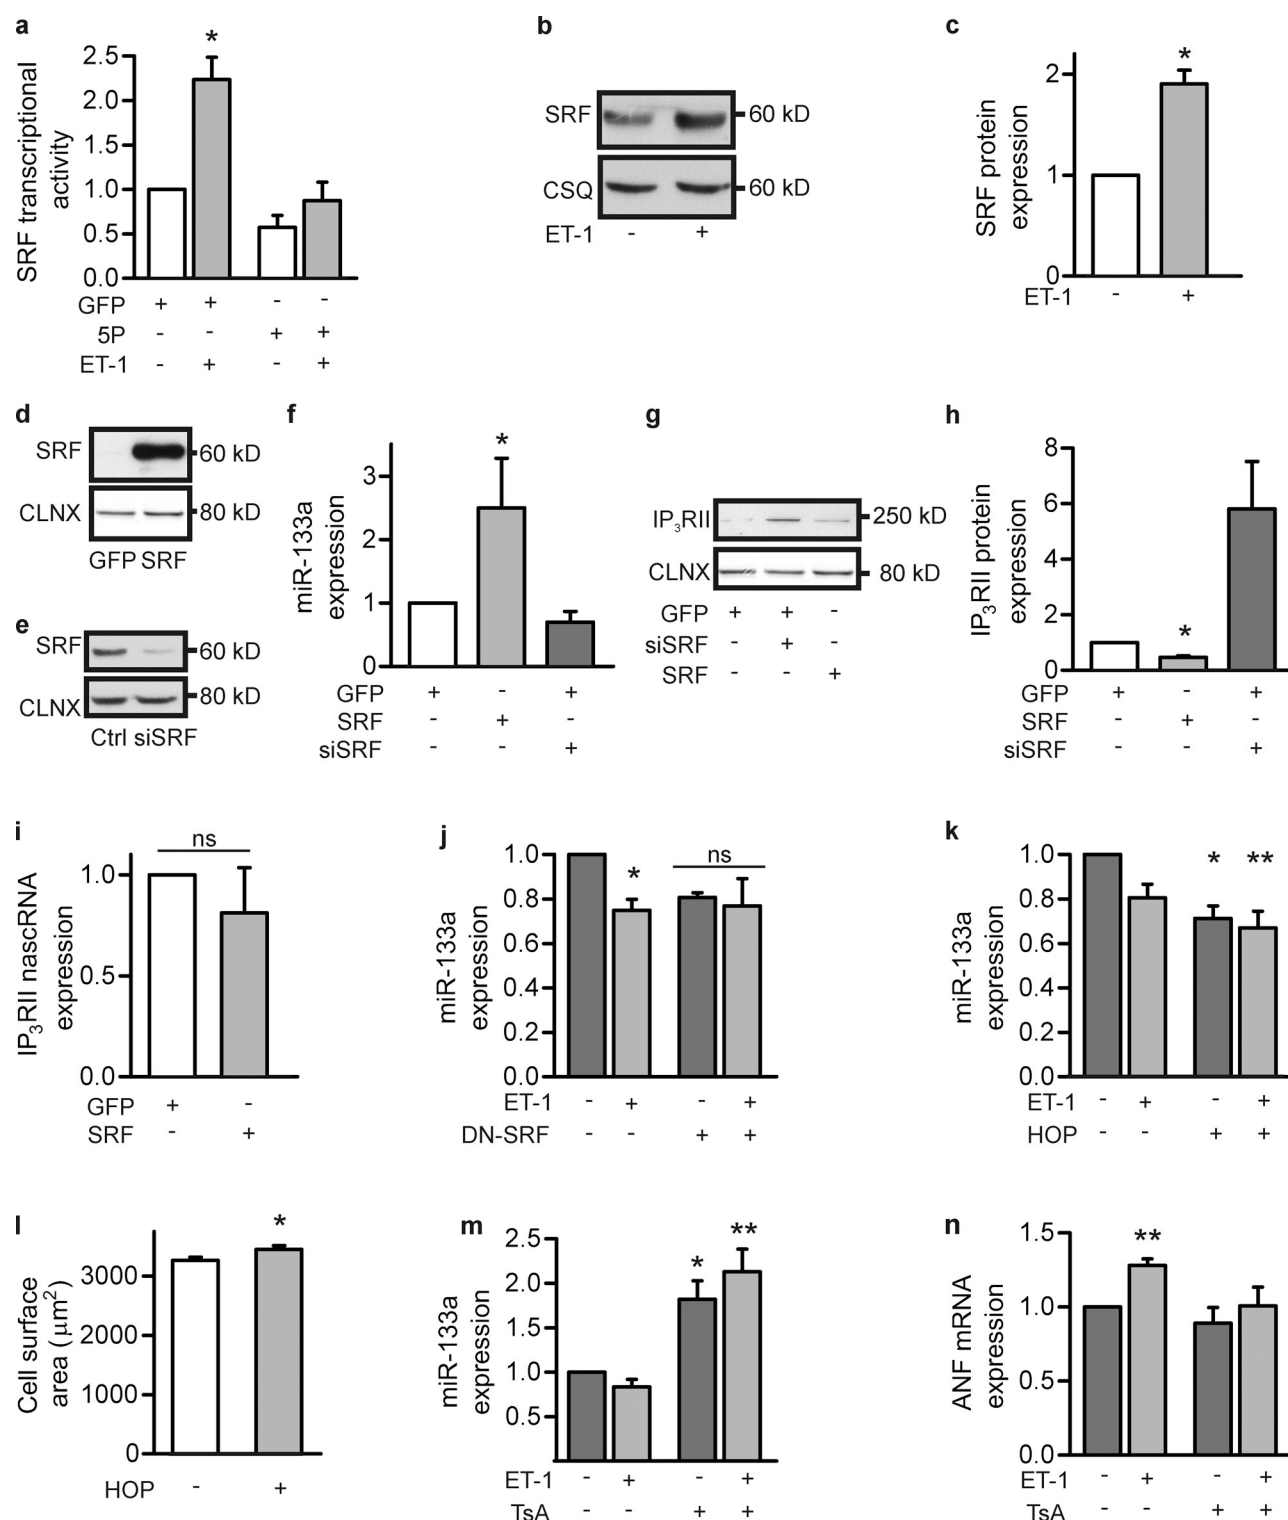 a
SRF transcriptional
activity
2.5
2.0
1.5
1.0
0.5
0.0
*
GFP + + - -
5P - - + +
ET-1 - + - +
b
SRF
60 kD
CSQ
60 kD
ET-1 - +
c
SRF protein
expression
2
1
0
*
ET-1 - +
d
SRF
60 kD
CLNX
80 kD
GFP SRF
e
SRF
60 kD
CLNX
80 kD
Ctrl siSRF
f
miR-133a
expression
3
2
1
0
*
GFP + - +
SRF - + -
siSRF - - +
g
IP3RII
250 kD
CLNX
80 kD
GFP + + -
siSRF - + -
SRF - - +
h
IP3RII protein
expression
8
6
4
2
0
*
GFP + - +
SRF - + -
siSRF - - +
i
IP3RII nascRNA
expression
1.0
0.5
0.0
ns
GFP + -
SRF - +
j
miR-133a
expression
1.0
0.8
0.6
0.4
0.2
0.0
*
ns
ET-1 - + - +
DN-SRF - - + +
k
miR-133a
expression
1.0
0.8
0.6
0.4
0.2
0.0
* **
ET-1 - + - +
HOP - - + +
l
Cell surface
area (μm2)
3000
2000
1000
0
*
HOP - +
m
miR-133a
expression
2.5
2.0
1.5
1.0
0.5
* **
ET-1 - + - +
TsA - - + +
n
ANF mRNA
expression
1.5
1.0
0.5
0.0
**
ET-1 - + - +
TsA - - + +